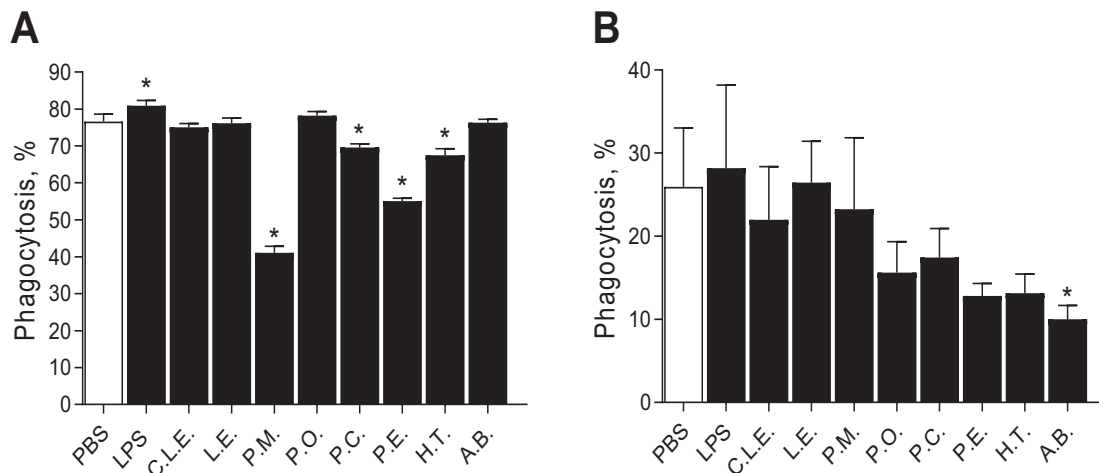 A
Phagocytosis, %
90
80
70
60
50
40
30
20
10
0
*
*
*
*
*
PBS
LPS
C.L.E.
L.E.
P.M.
P.O.
P.C.
P.E.
H.T.
A.B.
B
Phagocytosis, %
40
30
20
10
0
*
PBS
LPS
C.L.E.
L.E.
P.M.
P.O.
P.C.
P.E.
H.T.
A.B.